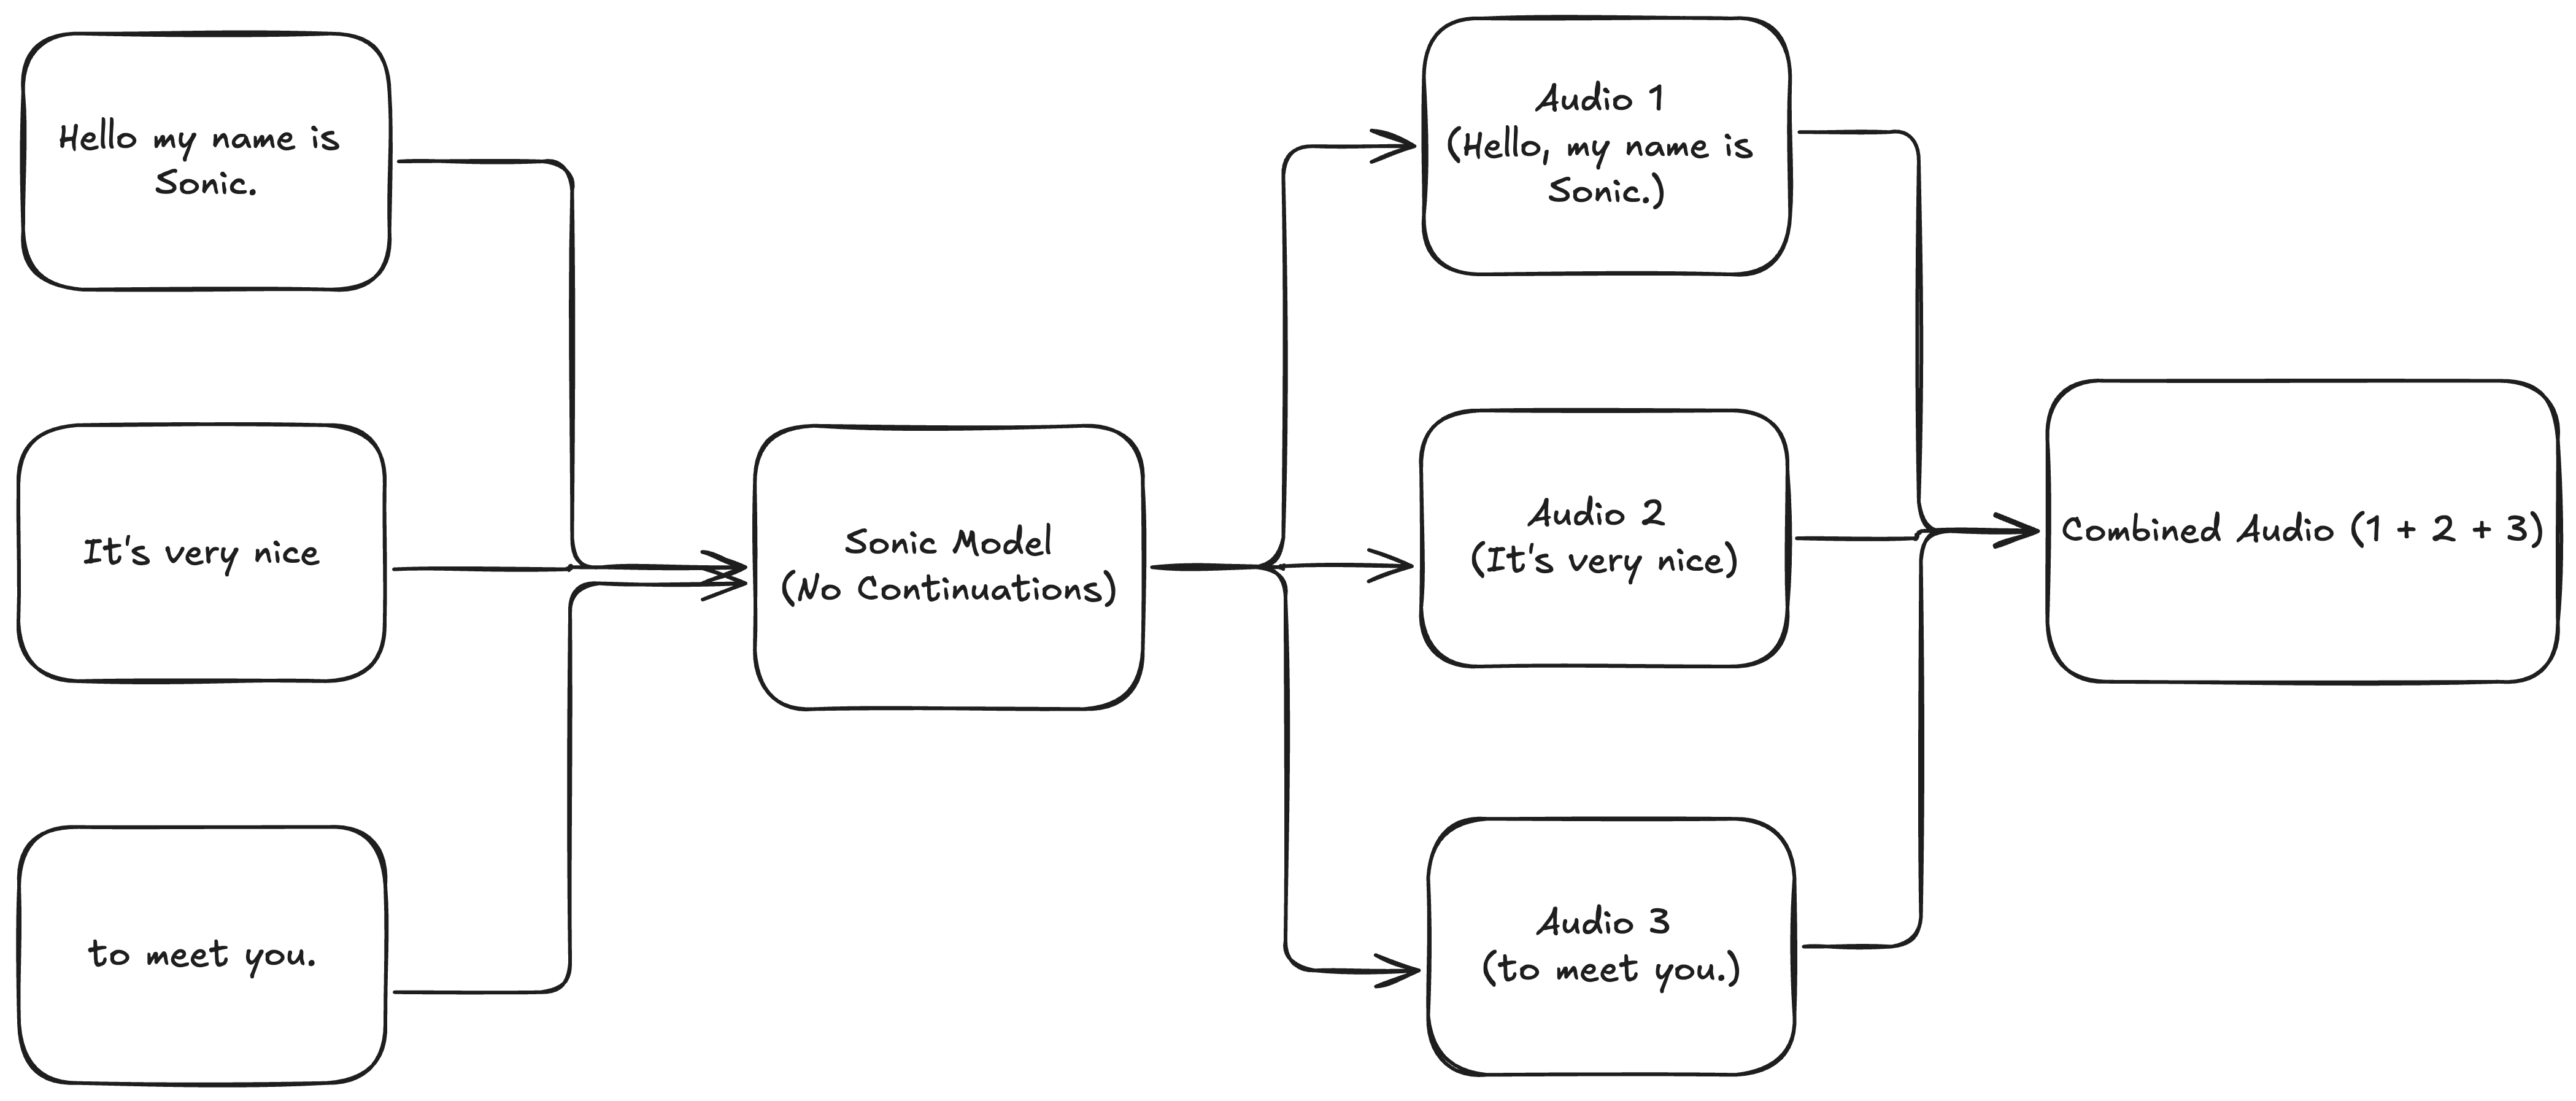 Hello my name is
Sonic.
It's very nice
to meet you.
Sonic Model
(No Continuations)
Audio 1
(Hello, my name is
Sonic.)
Audio 2
(It's very nice)
Audio 3
(to meet you.)
Combined Audio (1 + 2 + 3)